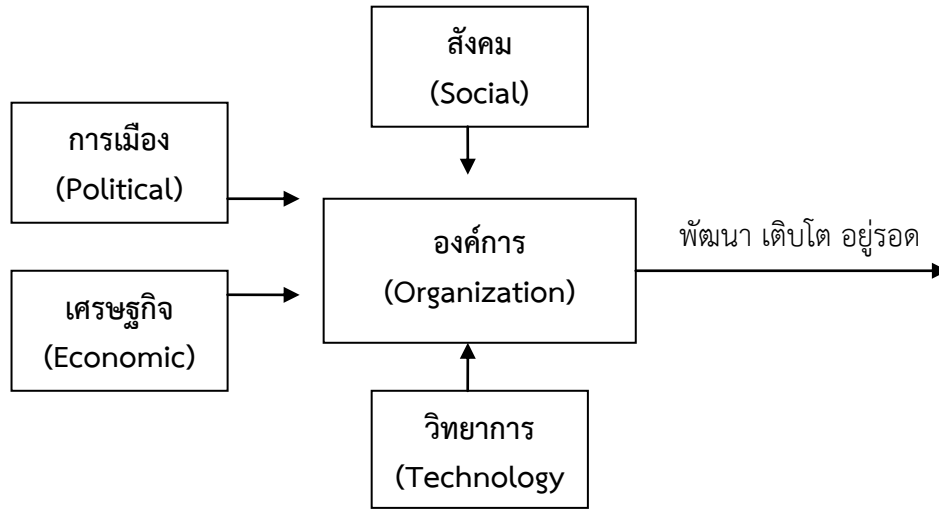 สังคม
(Social)
การเมือง
(Political)
องค์การ
(Organization)
พัฒนา เติบโต อยู่รอด
เศรษฐกิจ
(Economic)
วิทยาการ
(Technology